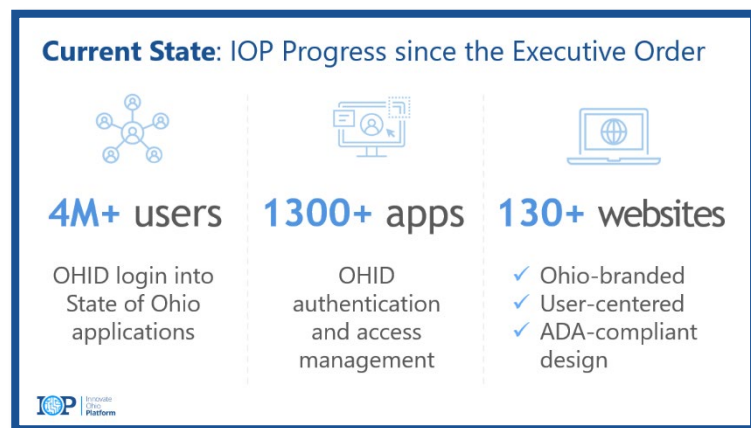 Current State: IOP Progress since the Executive Order
4M+ users
OHID login into
State of Ohio
applications
1300+ apps
OHID
authentication
and access
management
130+ websites
✓ Ohio-branded
✓ User-centered
✓ ADA-compliant
design
IOP
Innovate
Ohio
Platform